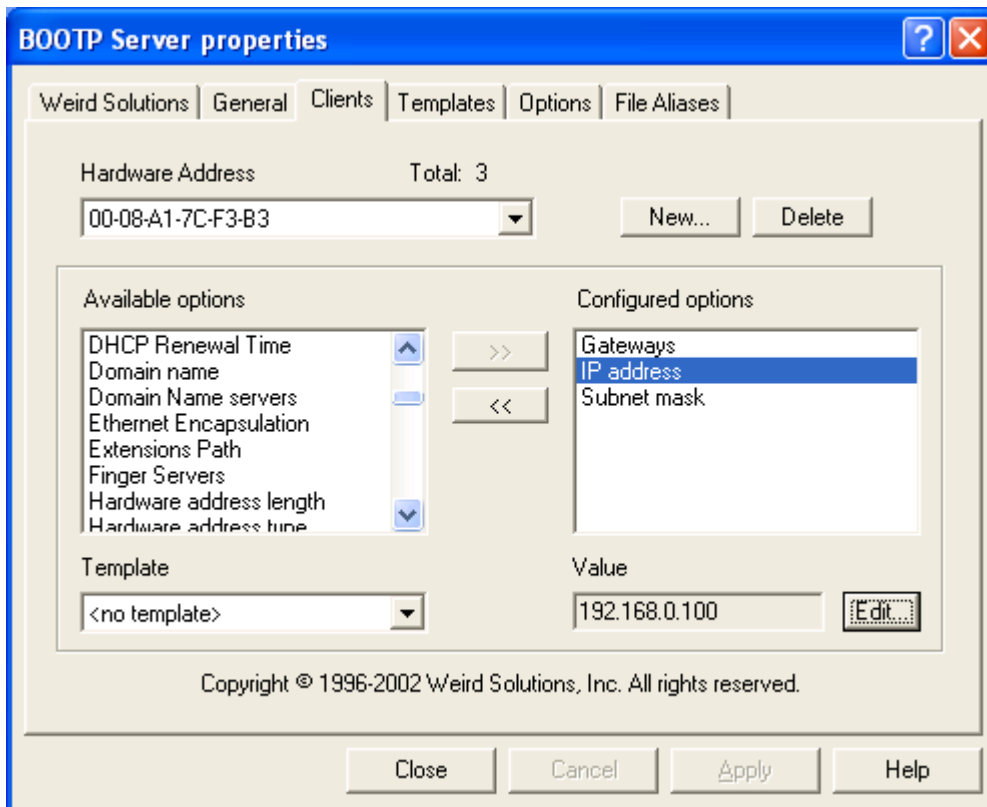 BOOTP Server properties
Weird Solutions General Clients Templates Options File Aliases
Hardware Address Total: 3
00-08-A1-7C-F3-B3 New... Delete
Available options
DHCP Renewal Time
Domain name
Domain Name servers
Ethernet Encapsulation
Extensions Path
Finger Servers
Hardware address length
Hardware address type
>>
<<
Configured options
Gateways
IP address
Subnet mask
Template
<no template>
Value
192.168.0.100 Edit...
Copyright © 1996-2002 Weird Solutions, Inc. All rights reserved.
Close Cancel Apply Help